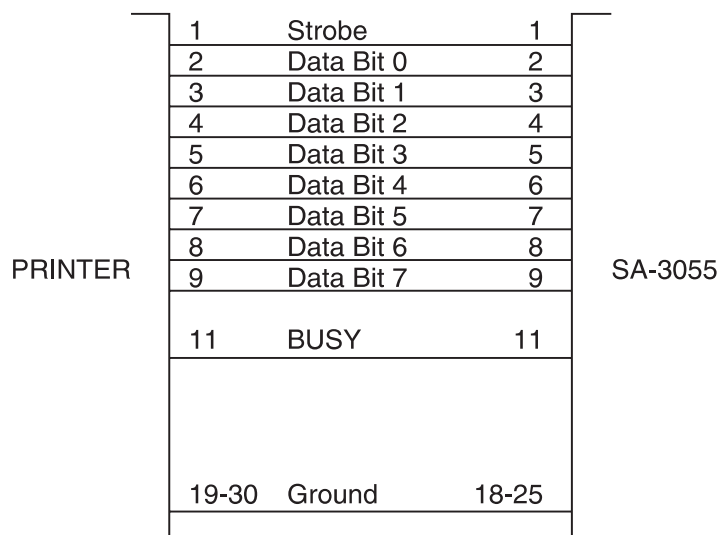 1 Strobe 1
2 Data Bit 0 2
3 Data Bit 1 3
4 Data Bit 2 4
5 Data Bit 3 5
6 Data Bit 4 6
7 Data Bit 5 7
8 Data Bit 6 8
PRINTER 9 Data Bit 7 9 SA-3055
11 BUSY 11
19-30 Ground 18-25